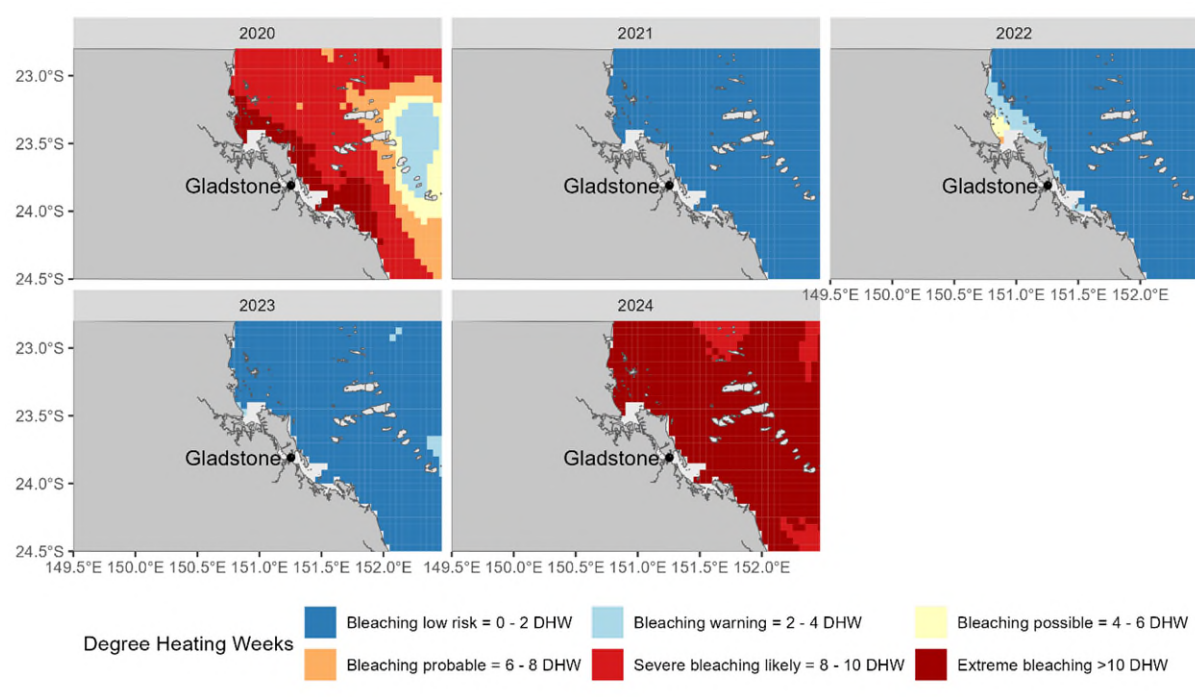 2020
2021
2022
23.0°S
23.5°S
24.0°S
24.5°S
Gladstone
Gladstone
Gladstone
149.5°E 150.0°E 150.5°E 151.0°E 151.5°E 152.0°E
2023
2024
23.0°S
23.5°S
24.0°S
24.5°S
Gladstone
Gladstone
149.5°E 150.0°E 150.5°E 151.0°E 151.5°E 152.0°E
149.5°E 150.0°E 150.5°E 151.0°E 151.5°E 152.0°E
Degree Heating Weeks
Bleaching low risk = 0 - 2 DHW
Bleaching warning = 2 - 4 DHW
Bleaching possible = 4 - 6 DHW
Bleaching probable = 6 - 8 DHW
Severe bleaching likely = 8 - 10 DHW
Extreme bleaching >10 DHW